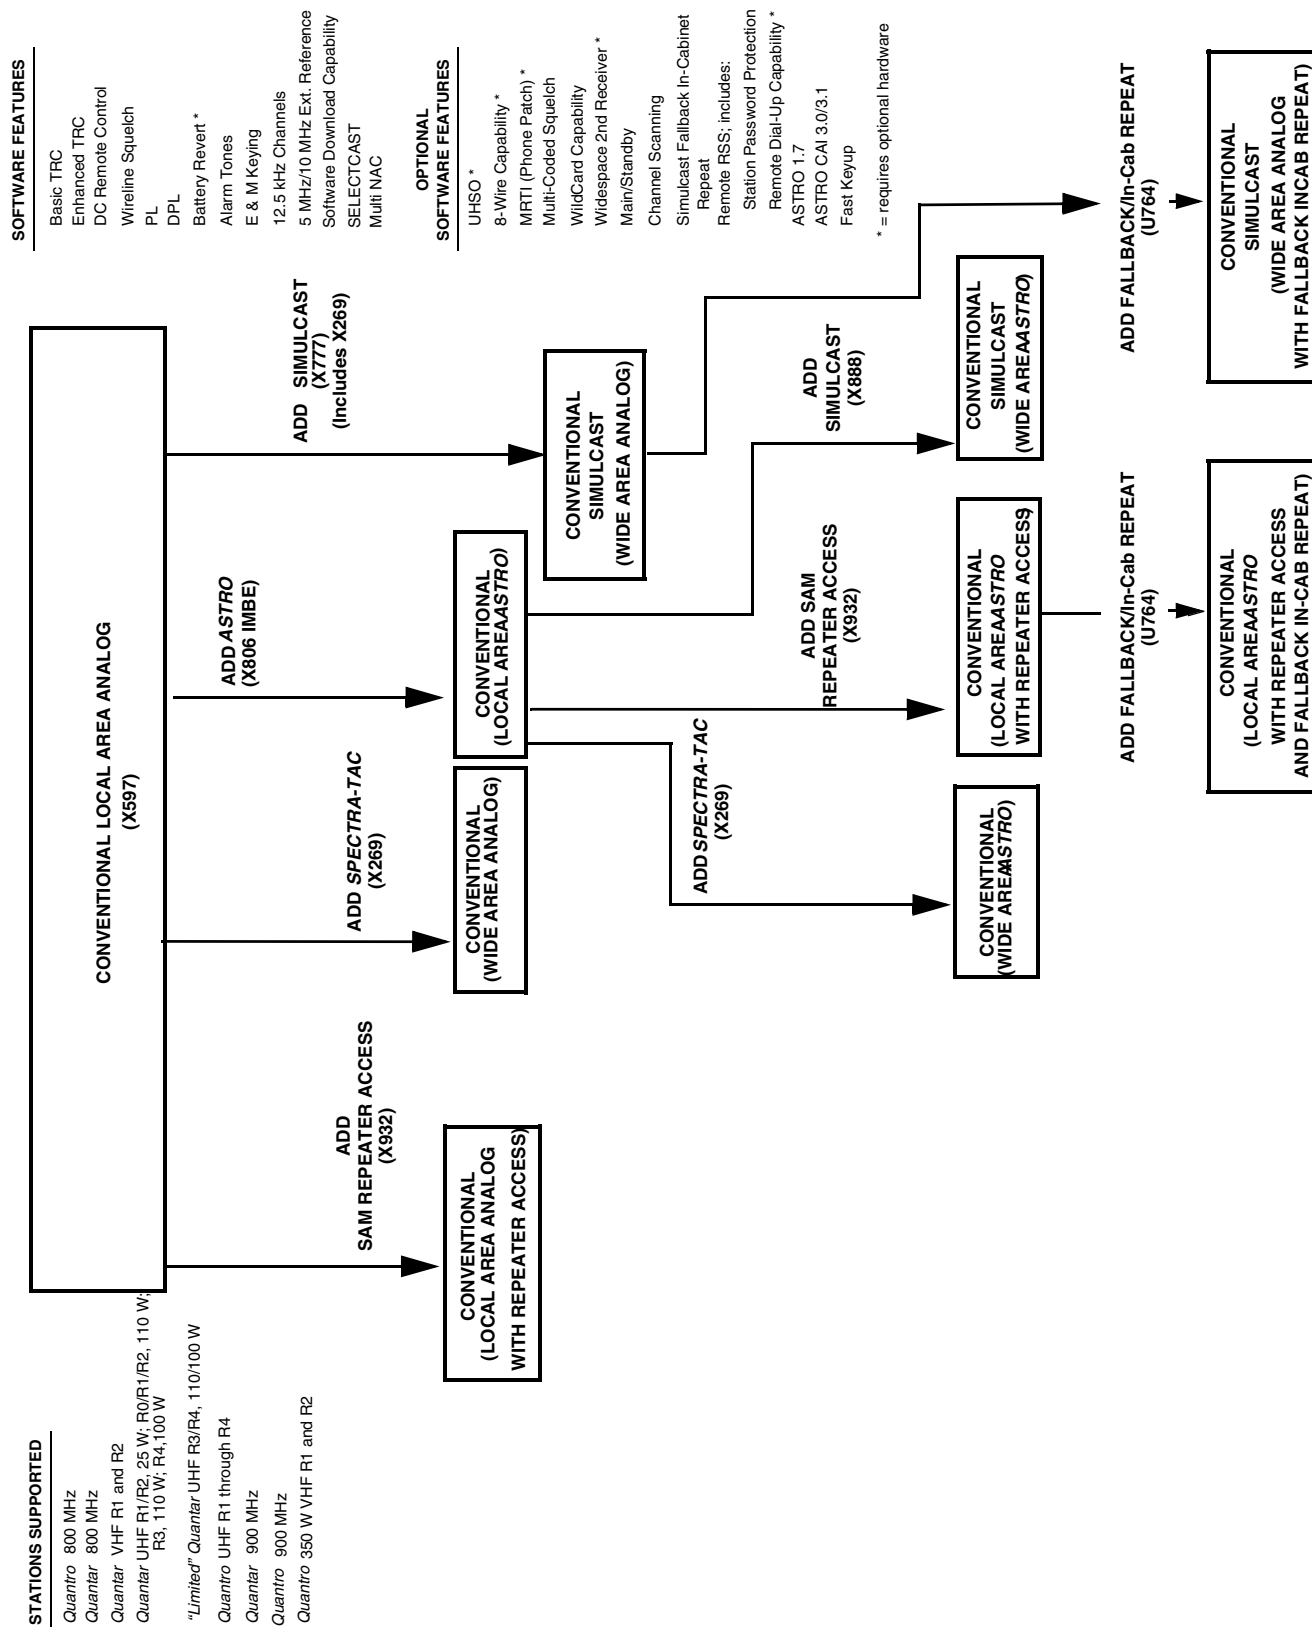 STATIONS SUPPORTED
Quantro 800 MHz
Quantar 800 MHz
Quantar VHF R1 and R2
Quantar UHF R1/R2, 25 W; R0/R1/R2, 110 W;
R3, 110 W; R4,100 W
"Limited" Quantar UHF R3/R4, 110/100 W
Quantro UHF R1 through R4
Quantar 900 MHz
Quantro 900 MHz
Quantro 350 W VHF R1 and R2
CONVENTIONAL LOCAL AREA ANALOG
(X597)
SOFTWARE FEATURES
Basic TRC
Enhanced TRC
DC Remote Control
Wireline Squelch
PL
DPL
Battery Revert *
Alarm Tones
E & M Keying
12.5 kHz Channels
5 MHz/10 MHz Ext. Reference
Software Download Capability
SELECTCAST
Multi NAC
OPTIONAL
SOFTWARE FEATURES
UHSO *
8-Wire Capability *
MRTI (Phone Patch) *
Multi-Coded Squelch
WildCard Capability
Widespace 2nd Receiver *
Main/Standby
Channel Scanning
Simulcast Fallback In-Cabinet
Repeat
Remote RSS; includes:
Station Password Protection
Remote Dial-Up Capability *
ASTRO 1.7
ASTRO CAI 3.0/3.1
Fast Keyup
* = requires optional hardware
ADD
SAM REPEATER ACCESS
(X932)
ADD SPECTRA-TAC
(X269)
ADD ASTRO
(X806 IMBE)
ADD SIMULCAST
(X777)
(Includes X269)
CONVENTIONAL
(LOCAL AREA ANALOG
WITH REPEATER ACCESS)
CONVENTIONAL
(WIDE AREA ANALOG)
CONVENTIONAL
(LOCAL AREA ASTRO)
CONVENTIONAL
SIMULCAST
(WIDE AREA ANALOG)
ADD SPECTRA-TAC
(X269)
ADD SAM
REPEATER ACCESS
(X932)
ADD
SIMULCAST
(X888)
CONVENTIONAL
(WIDE AREA ASTRO)
CONVENTIONAL
(LOCAL AREA ASTRO
WITH REPEATER ACCESS)
CONVENTIONAL
SIMULCAST
(WIDE AREA ASTRO)
ADD FALLBACK/In-Cab REPEAT
(U764)
ADD FALLBACK/In-Cab REPEAT
(U764)
CONVENTIONAL
(LOCAL AREA ASTRO
WITH REPEATER ACCESS
AND FALLBACK IN-CAB REPEAT)
CONVENTIONAL
SIMULCAST
(WIDE AREA ANALOG
WITH FALLBACK INCAB REPEAT)